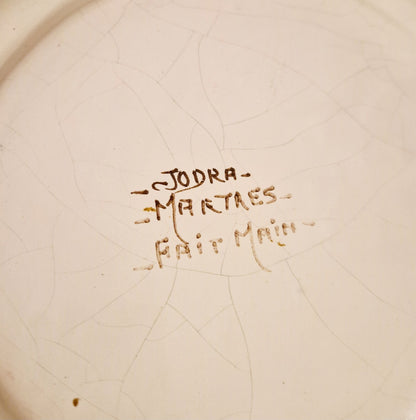 - JODRA -
- MARTRES -
- FAit MAin -